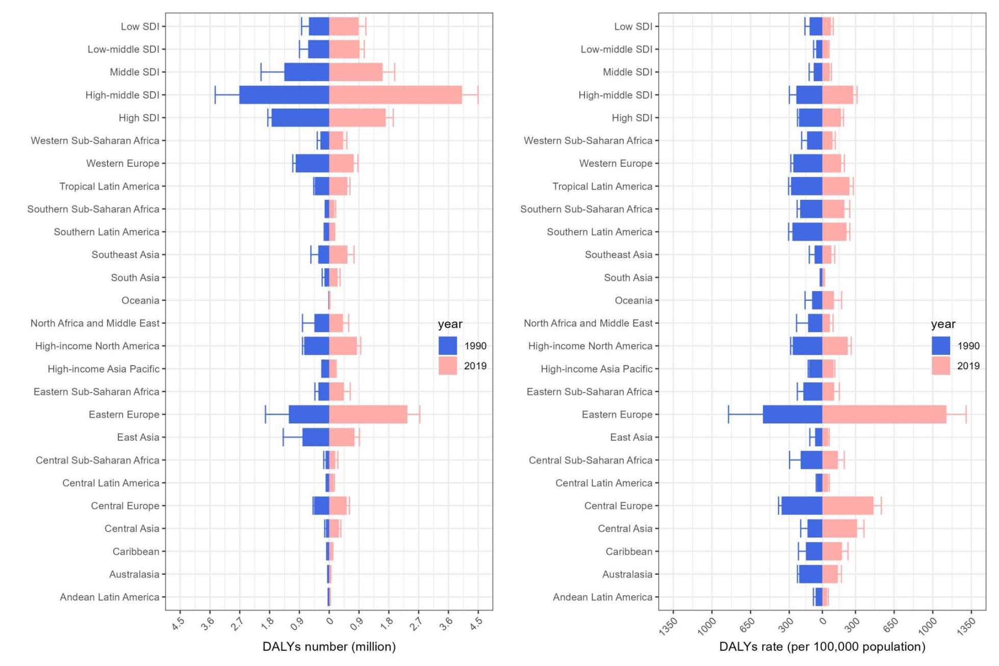 Low SDI
Low-middle SDI
Middle SDI
High-middle SDI
High SDI
Western Sub-Saharan Africa
Western Europe
Tropical Latin America
Southern Sub-Saharan Africa
Southern Latin America
Southeast Asia
South Asia
Oceania
North Africa and Middle East
High-income North America
High-income Asia Pacific
Eastern Sub-Saharan Africa
Eastern Europe
East Asia
Central Sub-Saharan Africa
Central Latin America
Central Europe
Central Asia
Caribbean
Australasia
Andean Latin America
year
1990
2019
4.5 3.6 2.7 1.8 0.9 0 0.9 1.8 2.7 3.6 4.5
DALYs number (million)
Low SDI
Low-middle SDI
Middle SDI
High-middle SDI
High SDI
Western Sub-Saharan Africa
Western Europe
Tropical Latin America
Southern Sub-Saharan Africa
Southern Latin America
Southeast Asia
South Asia
Oceania
North Africa and Middle East
High-income North America
High-income Asia Pacific
Eastern Sub-Saharan Africa
Eastern Europe
East Asia
Central Sub-Saharan Africa
Central Latin America
Central Europe
Central Asia
Caribbean
Australasia
Andean Latin America
year
1990
2019
1350 1000 650 300 0 300 650 1000 1350
DALYs rate (per 100,000 population)